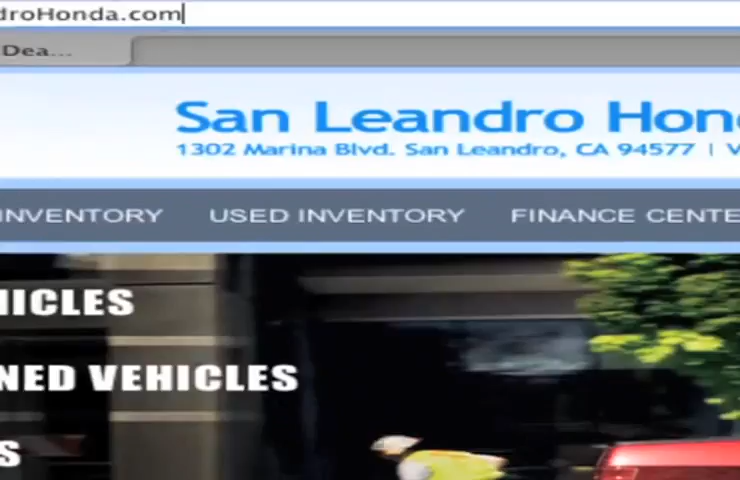 droHonda.com
Dea...
San Leandro Hon
1302 Marina Blvd. San Leandro, CA 94577 | V
INVENTORY USED INVENTORY FINANCE CENTE
HICLES
NED VEHICLES
S